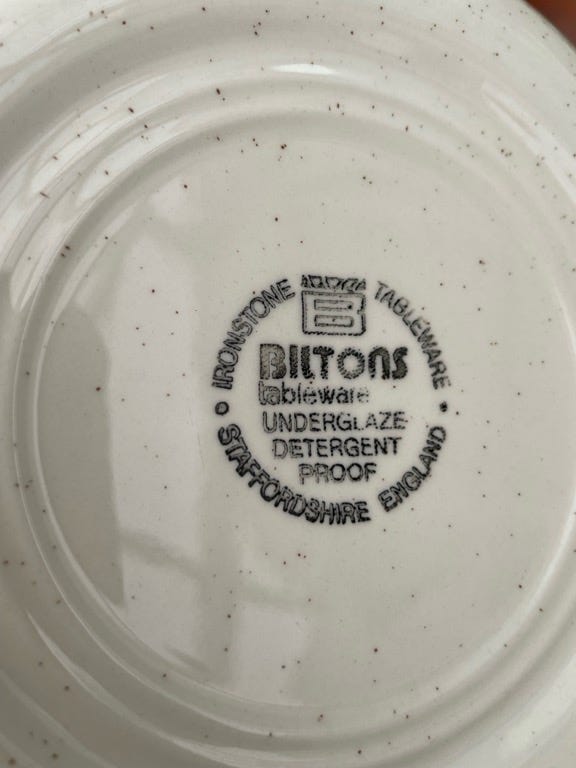 IRONSTONE TABLEWARE
B
BILTONS
tableware
UNDERGLAZE
DETERGENT
PROOF
• STAFFORDSHIRE ENGLAND •